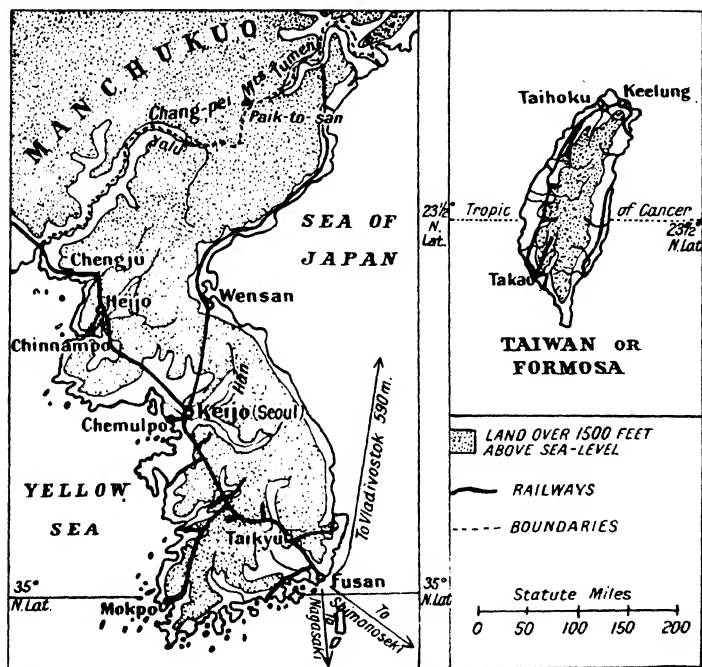 MANCHUKUO
Mts Tumen
Chang-pei
Paik-to san
Yalu
SEA OF
JAPAN
Chengju
Heijo
Wensan
Chinnampo
Han.
Keijo (Seoul)
Chemulpo
To Vladivostok 590 m.
YELLOW
SEA
Taikyu
35°
N. Lat.
Mokpo
Fusan
35°
N. Lat.
To
Nagasaki
To
Shimonoseki
Taihoku
Keelung
23½°
N.
Lat.
Tropic of Cancer
23½°
N. Lat.
Takao
TAIWAN OR
FORMOSA
LAND OVER 1500 FEET
ABOVE SEA-LEVEL
RAILWAYS
BOUNDARIES
Statute Miles
0 50 100 150 200